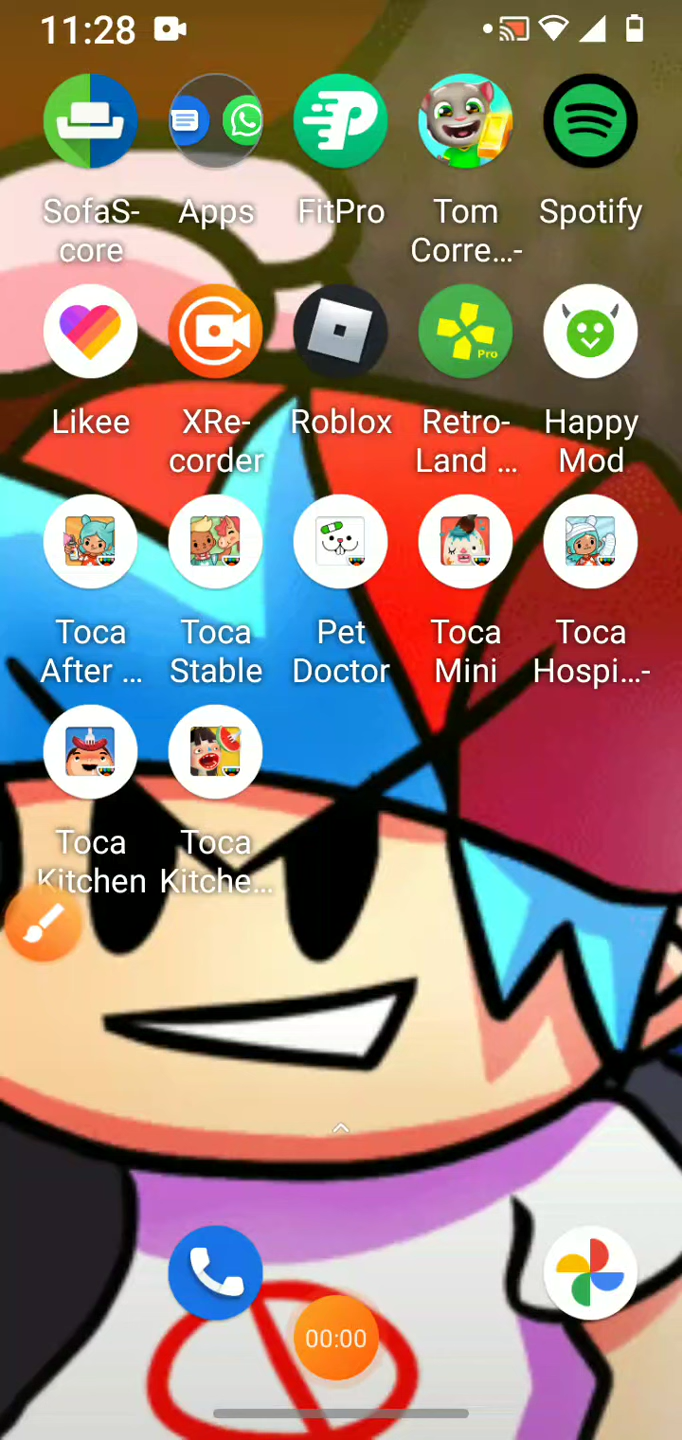 11:28
SofaS-
core
Apps
FitPro
Tom
Corre...-
Spotify
Likee
XRe-
corder
Roblox
Pro
Retro-
Land ...
Happy
Mod
Toca
After ...
Toca
Stable
Pet
Doctor
Toca
Mini
Toca
Hospi...-
Toca
Kitchen
Toca
Kitche...
00:00